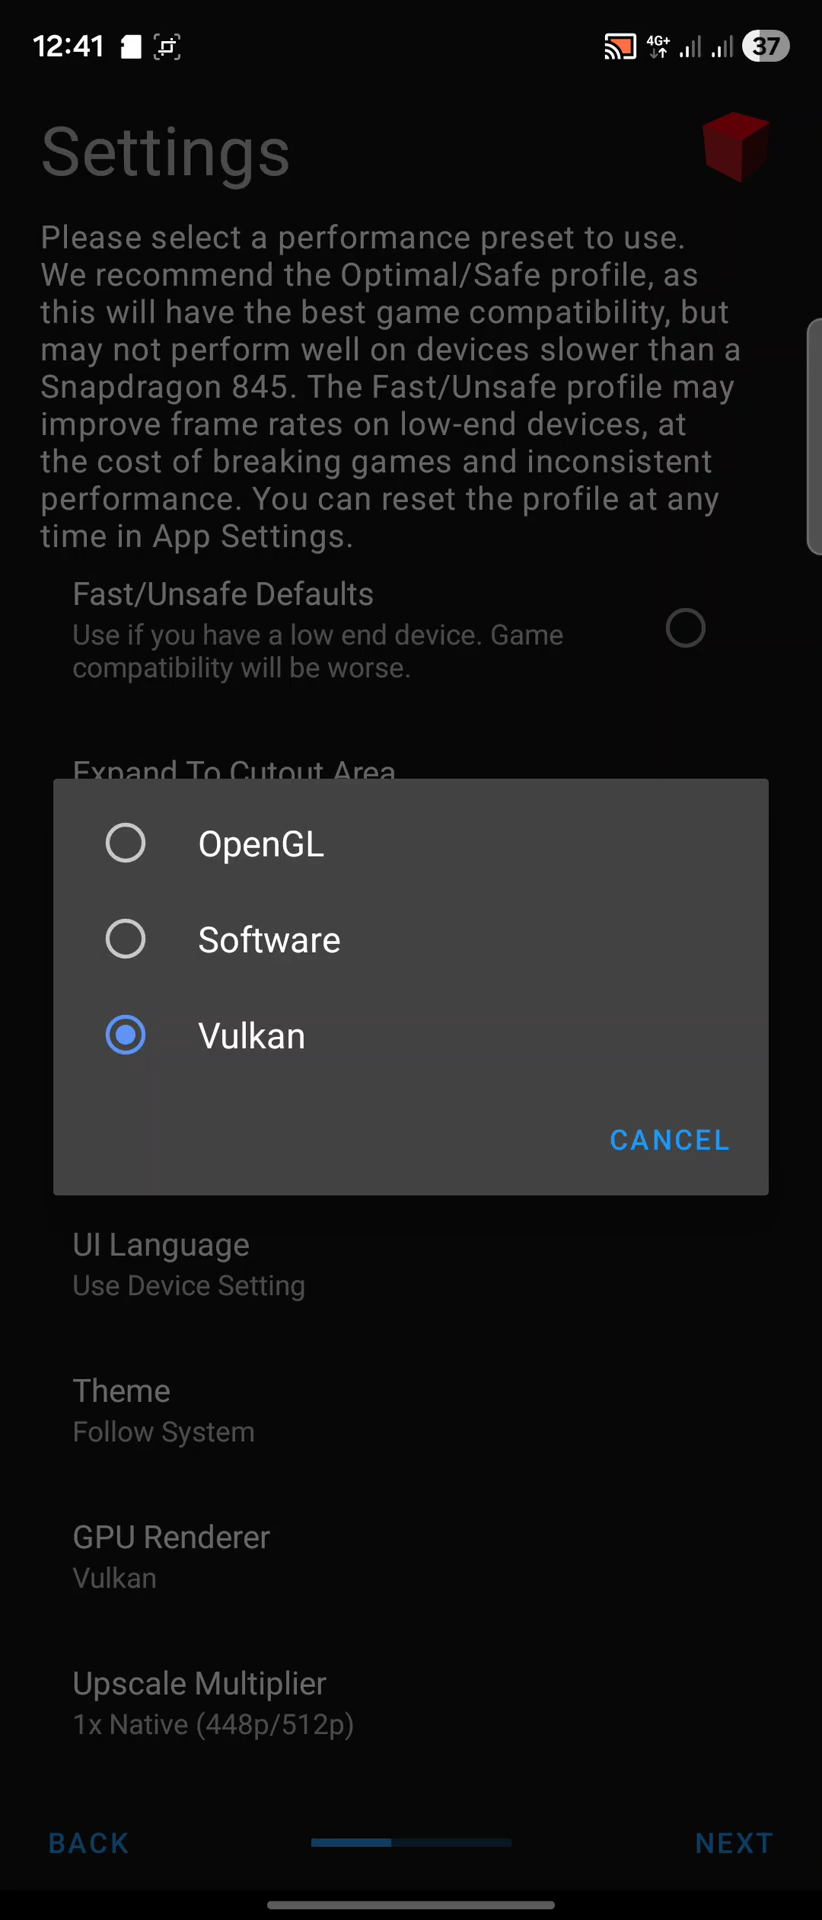 12:41
4G+
37
Settings
Please select a performance preset to use.
We recommend the Optimal/Safe profile, as
this will have the best game compatibility, but
may not perform well on devices slower than a
Snapdragon 845. The Fast/Unsafe profile may
improve frame rates on low-end devices, at
the cost of breaking games and inconsistent
performance. You can reset the profile at any
time in App Settings.
Fast/Unsafe Defaults
Use if you have a low end device. Game
compatibility will be worse.
Expand To Cutout Area
OpenGL
Software
Vulkan
CANCEL
UI Language
Use Device Setting
Theme
Follow System
GPU Renderer
Vulkan
Upscale Multiplier
1x Native (448p/512p)
BACK
NEXT